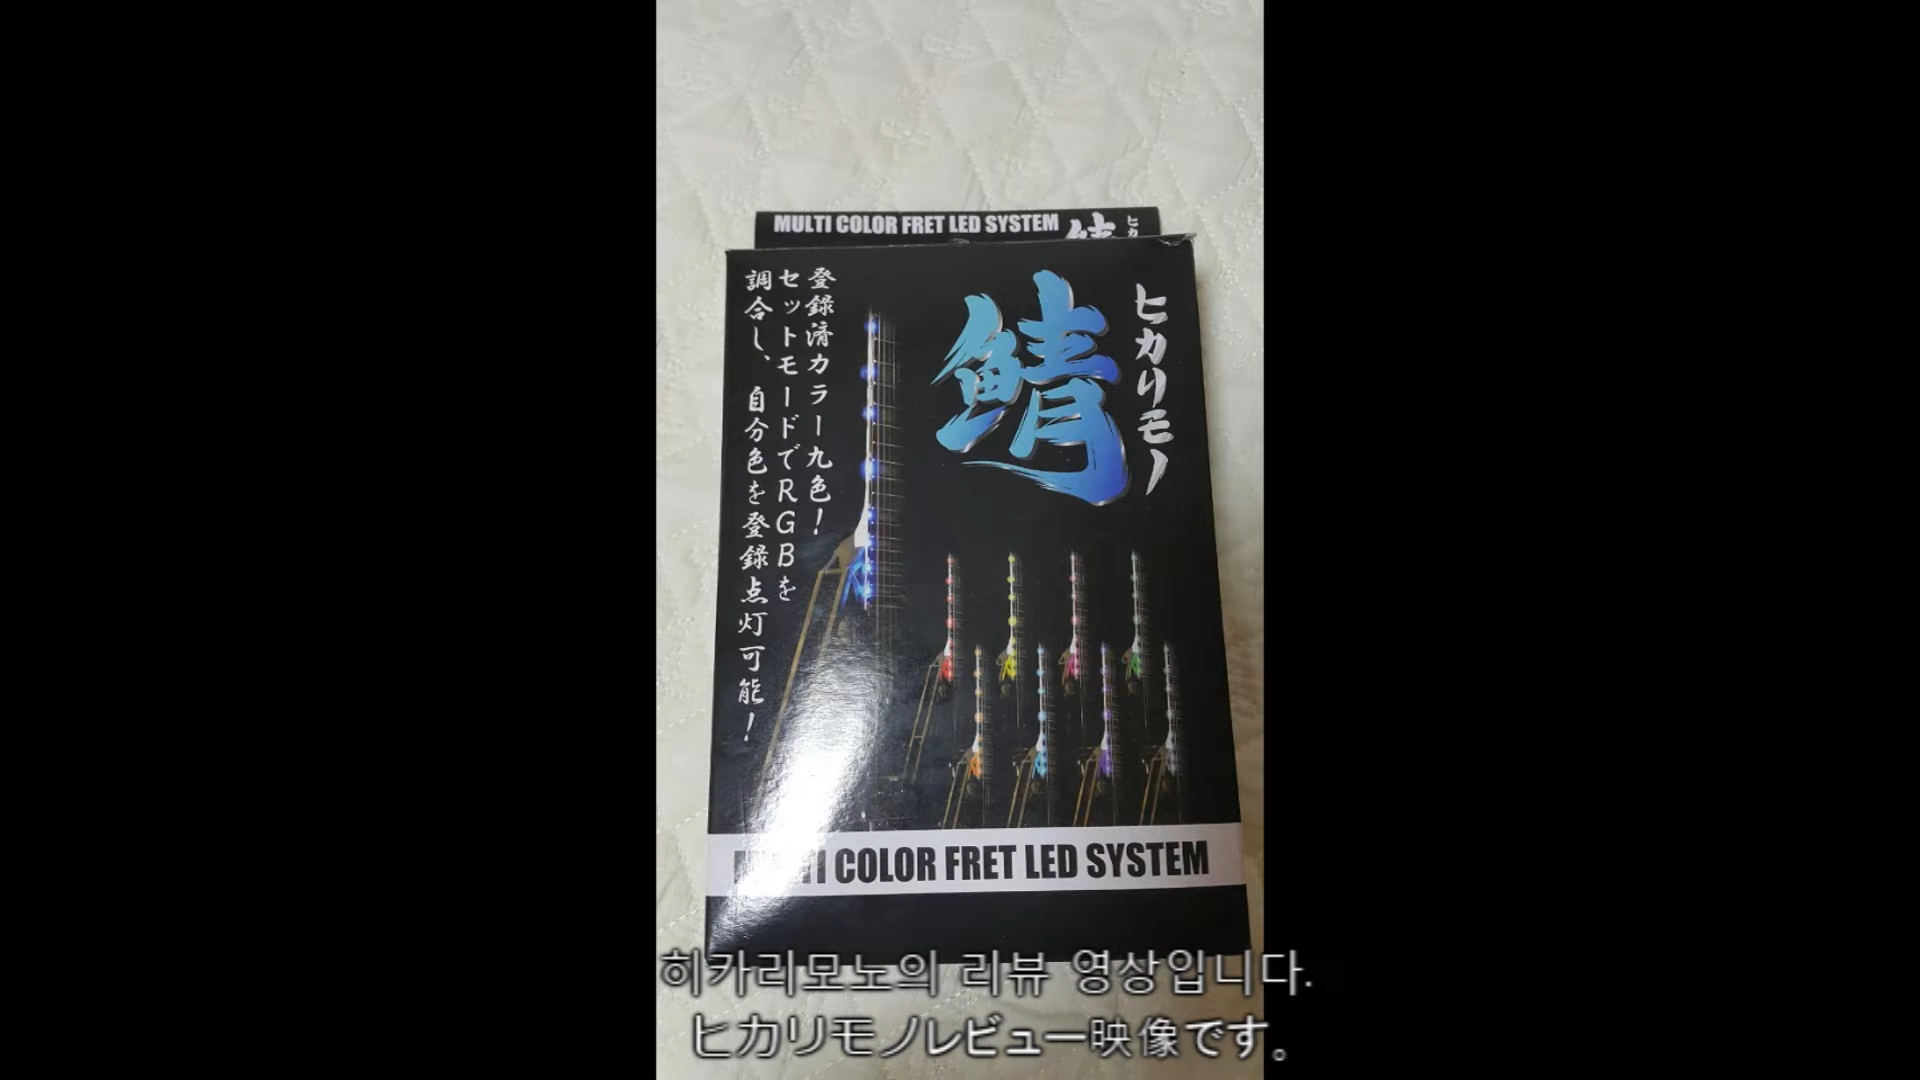 MULTI COLOR FRET LED SYSTEM
ヒカリモノ
鯖
登録済カラー九色!
セットモードでRGBを
調合し、自分色を登録点灯可能!
MULTI COLOR FRET LED SYSTEM
히카리모노의 리뷰 영상입니다.
ヒカリモノレビュー映像です。